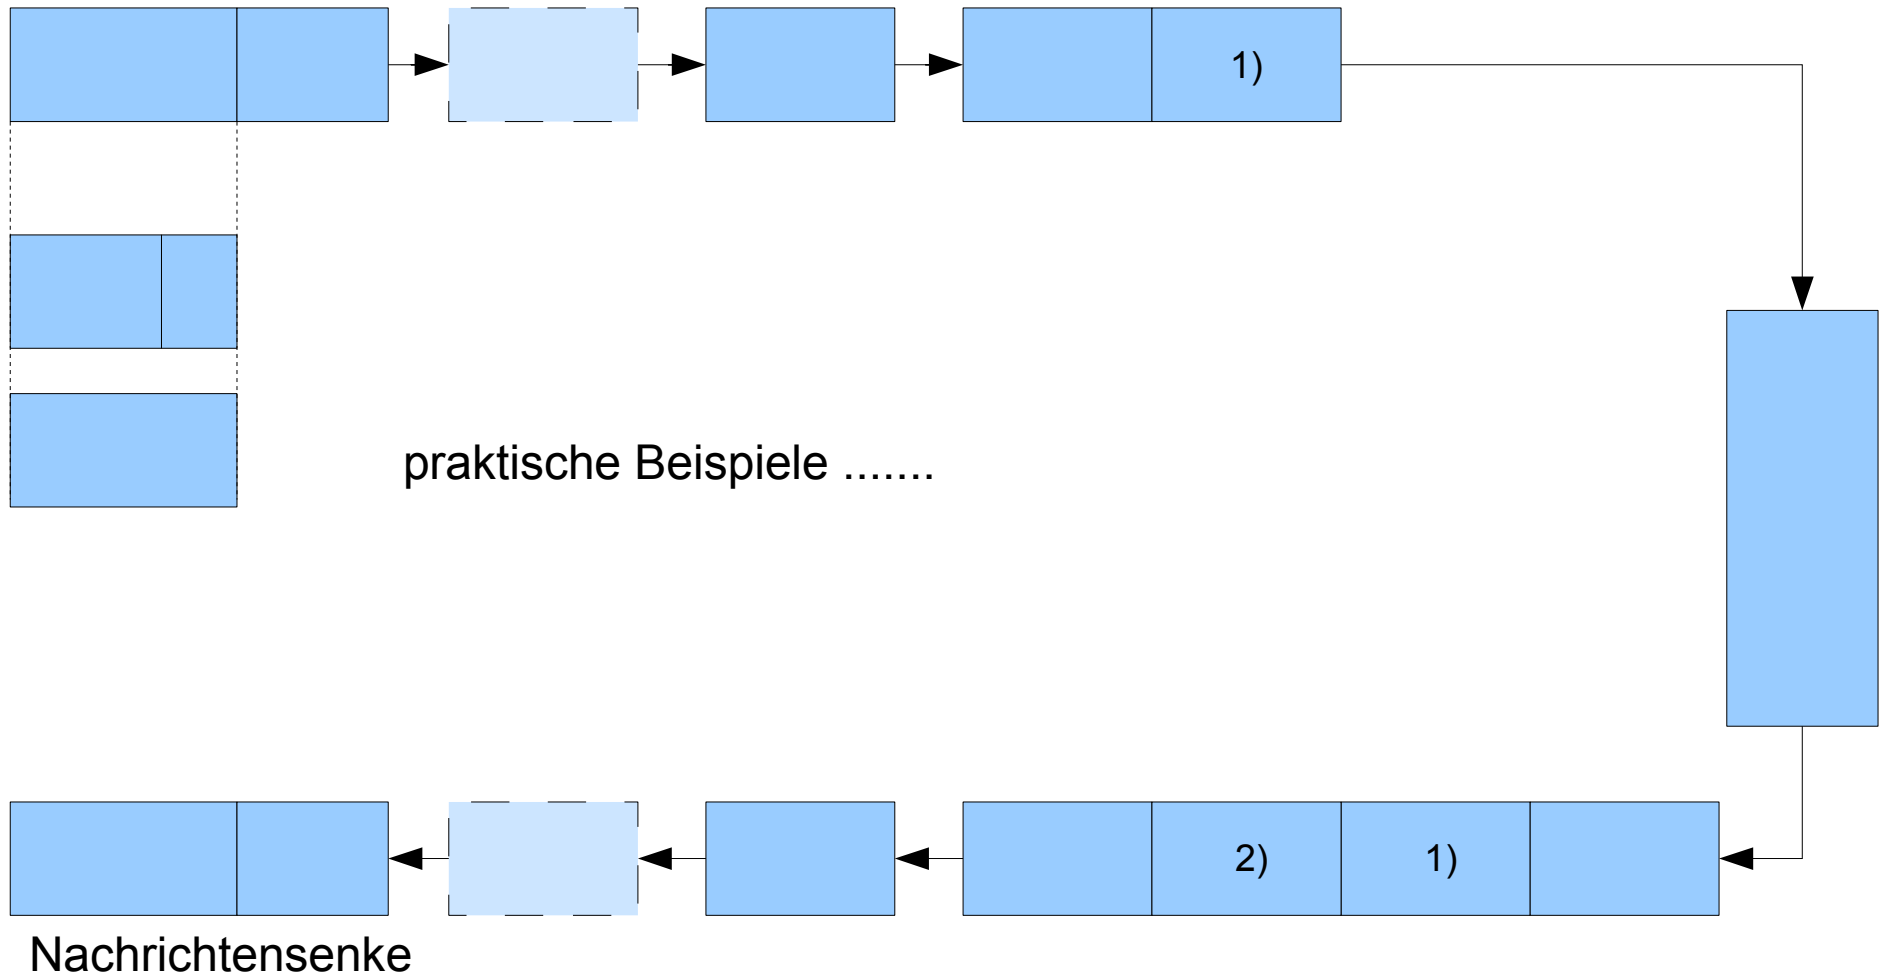 1)
praktische Beispiele .......
2) 1)
Nachrichtensenke